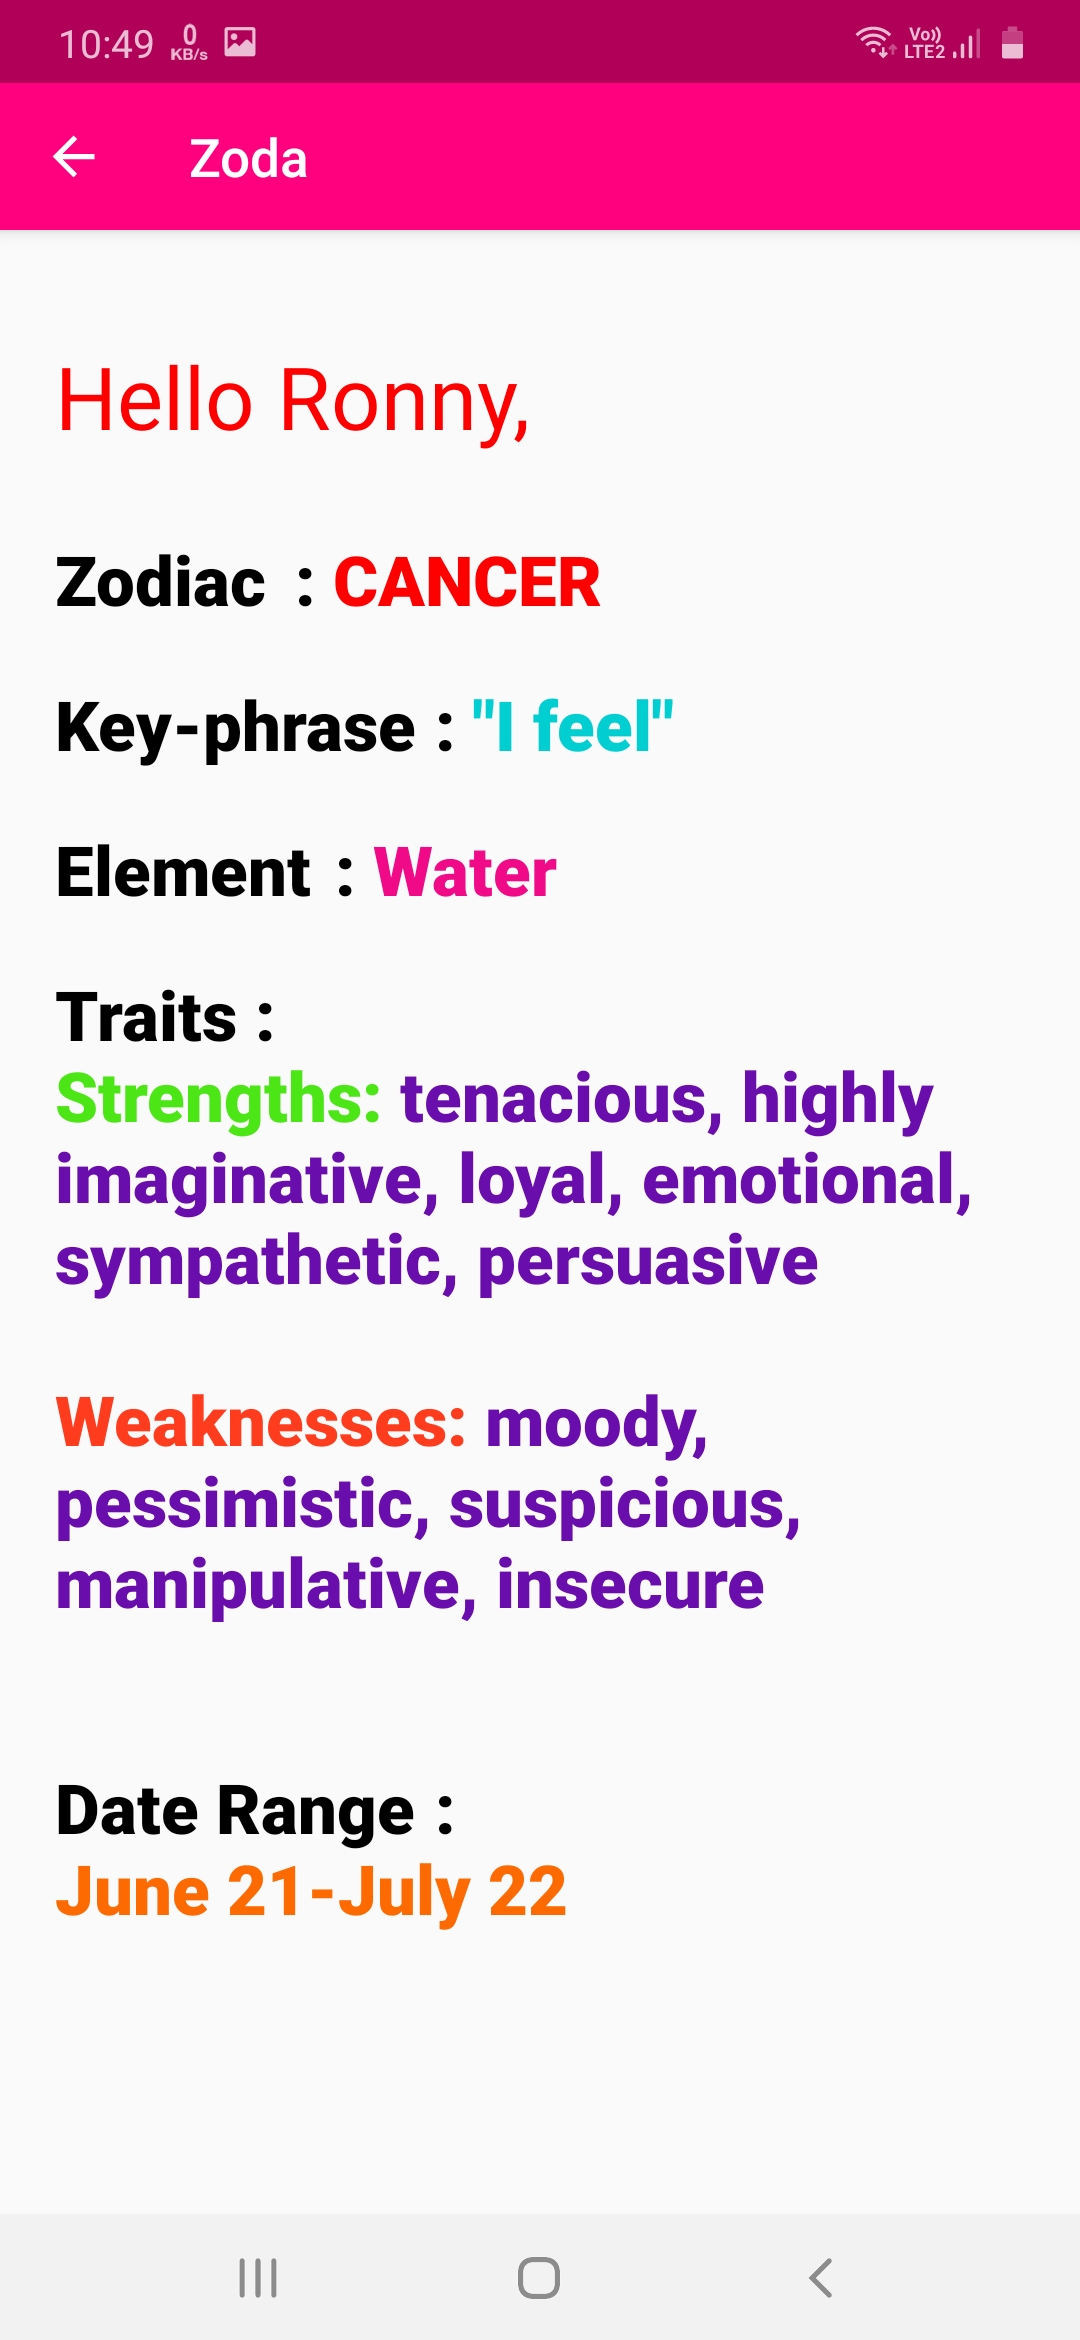 10:49 0 KB/s Vo)) LTE2
Zoda
Hello Ronny,
Zodiac : CANCER
Key-phrase : "I feel"
Element : Water
Traits :
Strengths: tenacious, highly
imaginative, loyal, emotional,
sympathetic, persuasive
Weaknesses: moody,
pessimistic, suspicious,
manipulative, insecure
Date Range :
June 21-July 22